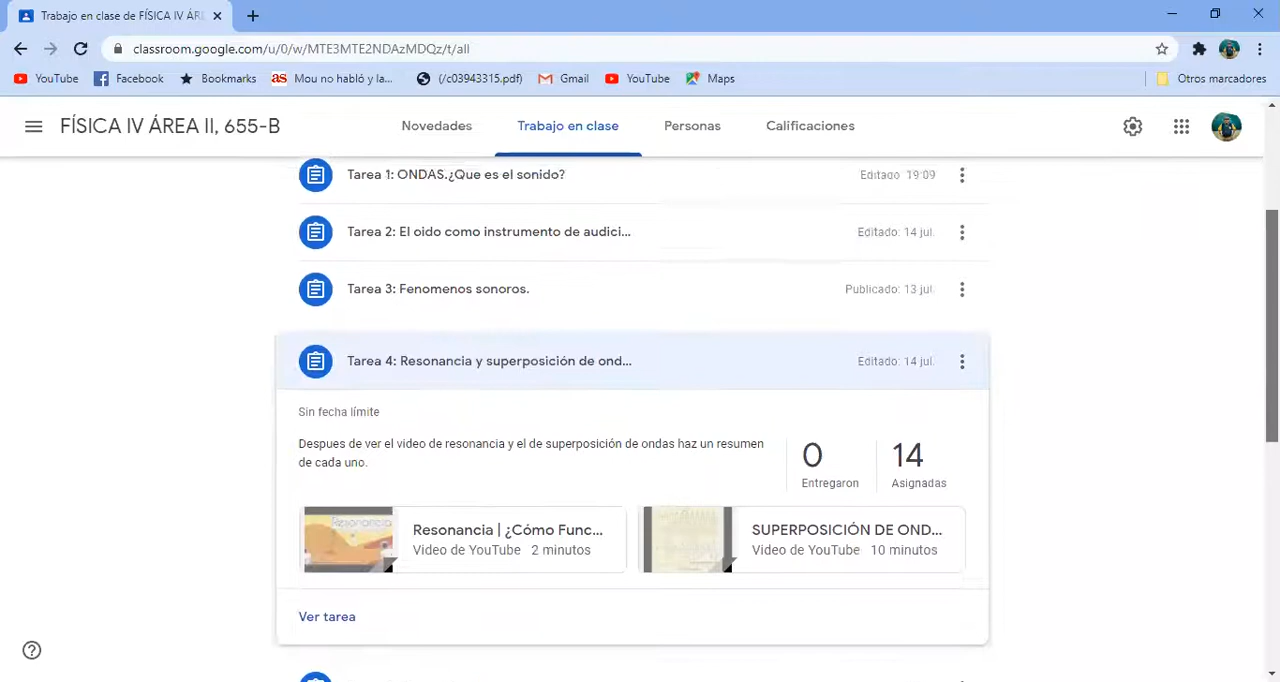 Trabajo en clase de FÍSICA IV ÁRE
classroom.google.com/u/0/w/MTE3MTE2NDAzMDQz/t/all
YouTube
Facebook
Bookmarks
as Mou no habló y la...
(/c03943315.pdf)
Gmail
YouTube
Maps
Otros marcadores
FÍSICA IV ÁREA II, 655-B
Novedades
Trabajo en clase
Personas
Calificaciones
Tarea 1: ONDAS.¿Que es el sonido?
Editado: 19:09
Tarea 2: El oido como instrumento de audici...
Editado: 14 jul.
Tarea 3: Fenomenos sonoros.
Publicado: 13 jul.
Tarea 4: Resonancia y superposición de ond...
Editado: 14 jul.
Sin fecha límite
Despues de ver el video de resonancia y el de superposición de ondas haz un resumen
de cada uno.
0
Entregaron
14
Asignadas
Resonancia
Resonancia | ¿Cómo Func...
Video de YouTube 2 minutos
SUPERPOSICIÓN DE OND...
Video de YouTube 10 minutos
Ver tarea